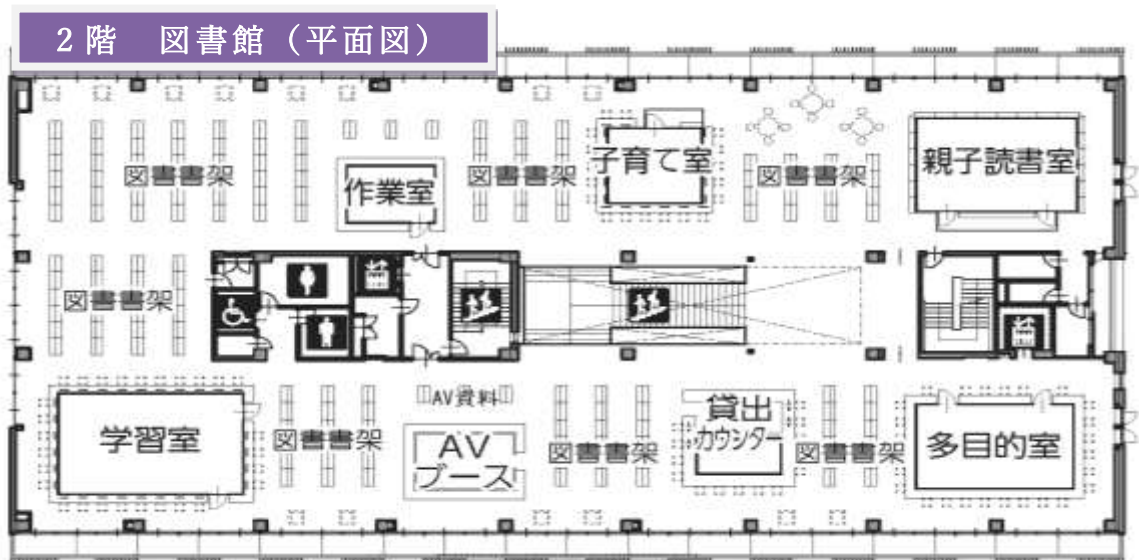 2階　図書館（平面図）
図書書架
作業室
図書書架
子育て室
図書書架
親子読書室
図書書架
学習室
図書書架
AV資料
AV
ブース
図書書架
貸出
カウンター
図書書架
多目的室